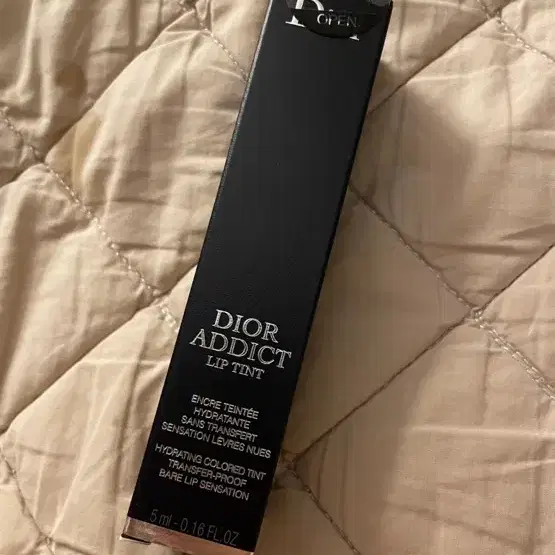 OPEN
DIOR
ADDICT
LIP TINT
ENCRE TEINTÉE
HYDRATANTE
SANS TRANSFERT
SENSATION LÈVRES NUES
HYDRATING COLORED TINT
TRANSFER-PROOF
BARE LIP SENSATION
5 ml - 0.16 FL.OZ